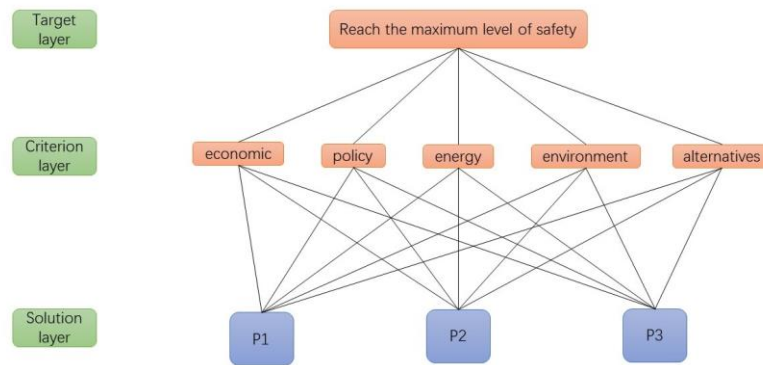 Target
layer
Reach the maximum level of safety
Criterion
layer
economic
policy
energy
environment
alternatives
Solution
layer
P1
P2
P3